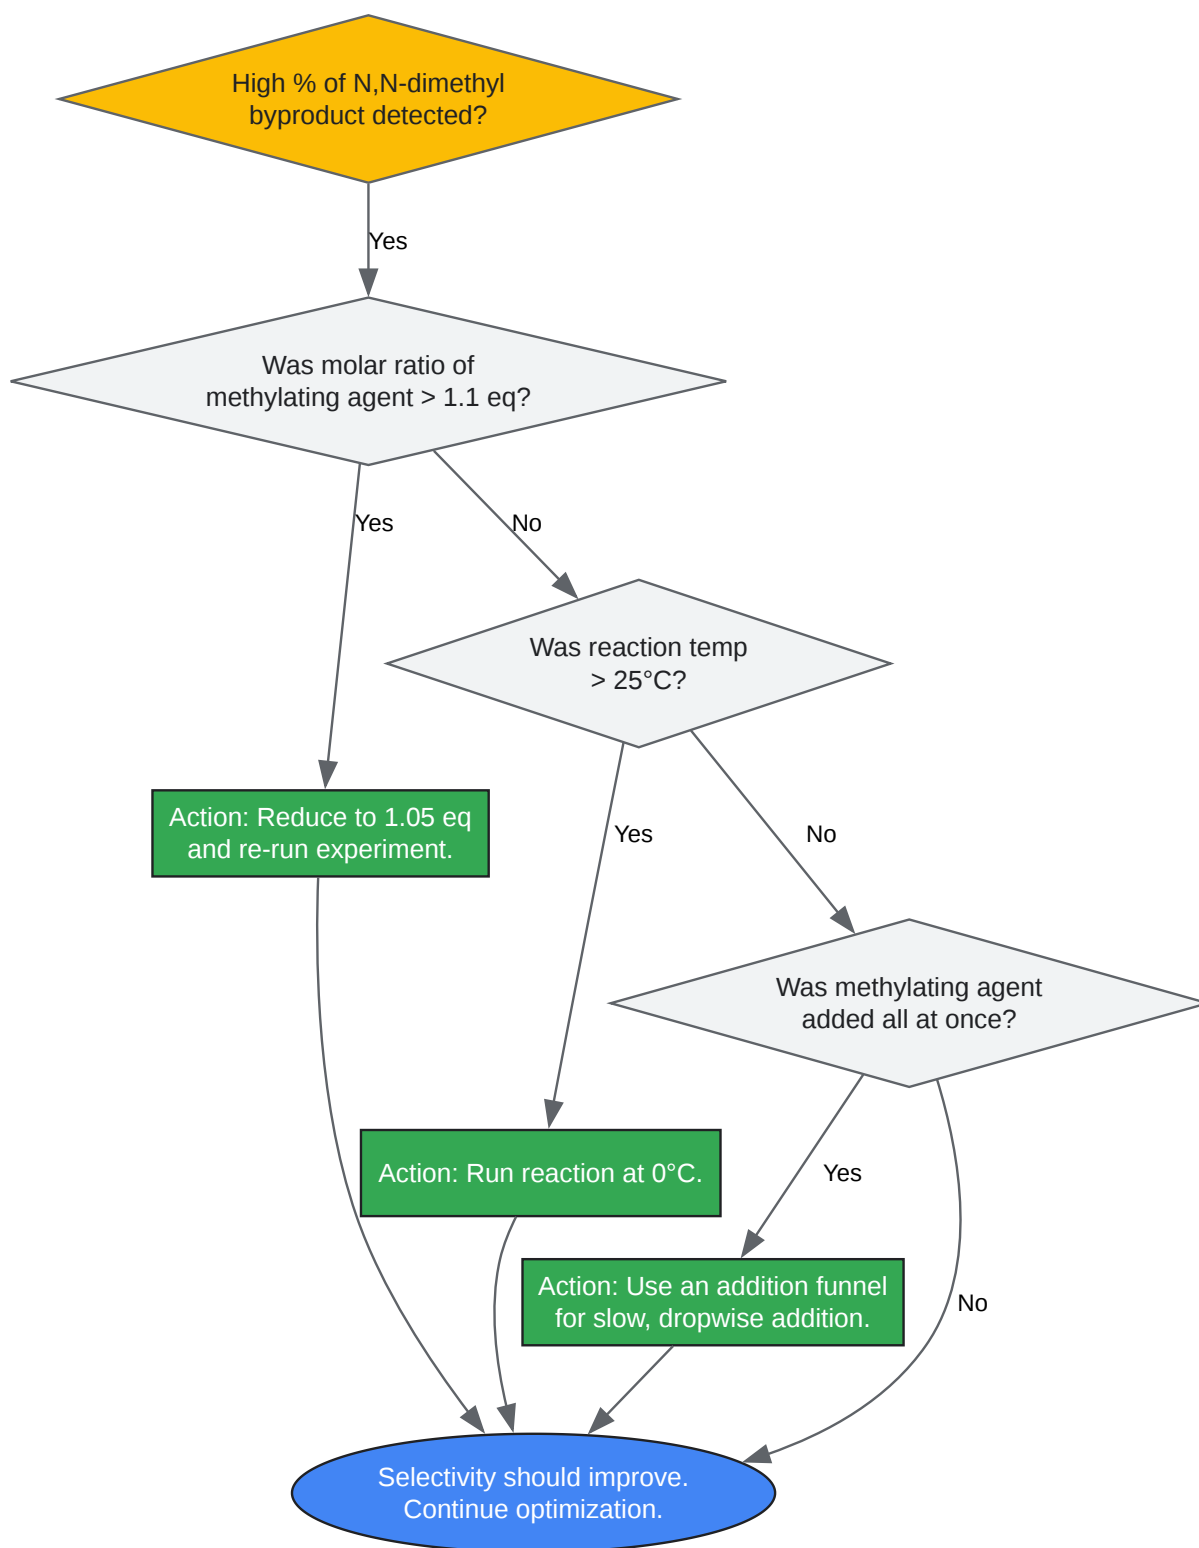 High % of N,N-dimethyl
byproduct detected?
Yes
Was molar ratio of
methylating agent > 1.1 eq?
Yes
No
Was reaction temp
> 25°C?
Action: Reduce to 1.05 eq
and re-run experiment.
Yes
No
Was methylating agent
added all at once?
Action: Run reaction at 0°C.
Yes
Action: Use an addition funnel
for slow, dropwise addition.
No
Selectivity should improve.
Continue optimization.